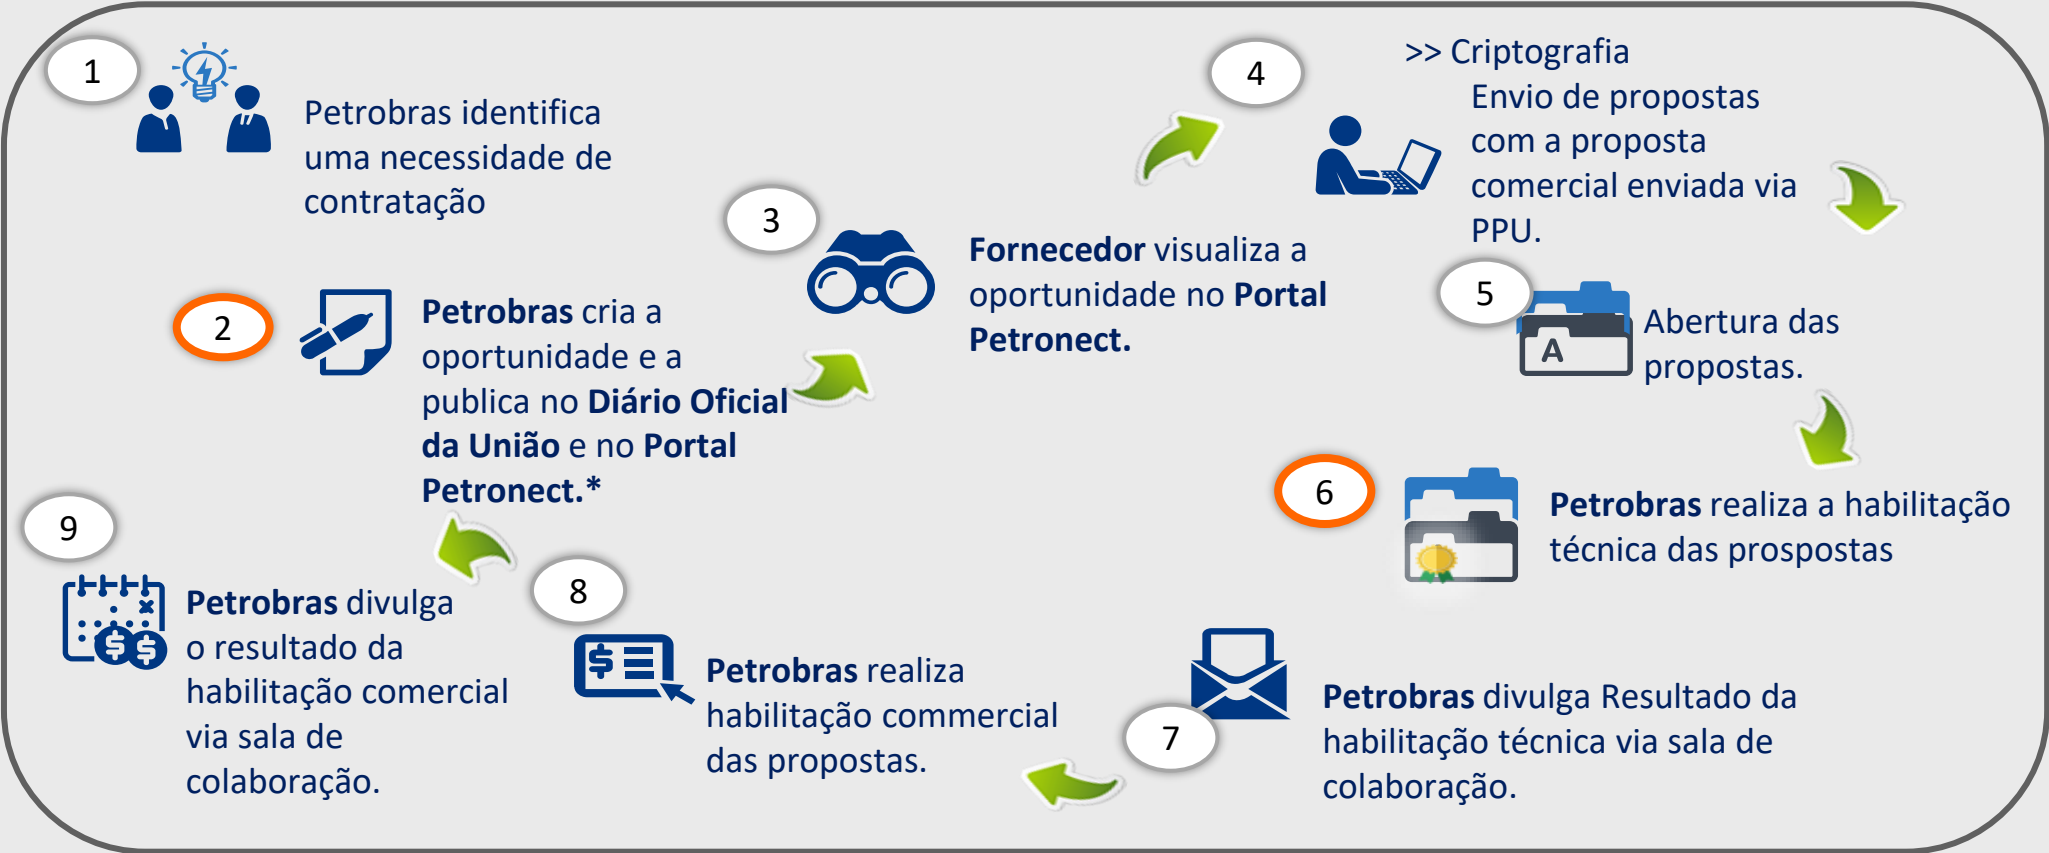 1
Petrobras identifica
uma necessidade de
contratação
2
Petrobras cria a
oportunidade e a
publica no Diário Oficial
da União e no Portal
Petronect.*
3
Fornecedor visualiza a
oportunidade no Portal
Petronect.
4
>> Criptografia
Envio de propostas
com a proposta
comercial enviada via
PPU.
5
A
Abertura das
propostas.
6
Petrobras realiza a habilitação
técnica das prospostas
7
Petrobras divulga Resultado da
habilitação técnica via sala de
colaboração.
8
$
Petrobras realiza
habilitação commercial
das propostas.
9
$ $
Petrobras divulga
o resultado da
habilitação comercial
via sala de
colaboração.